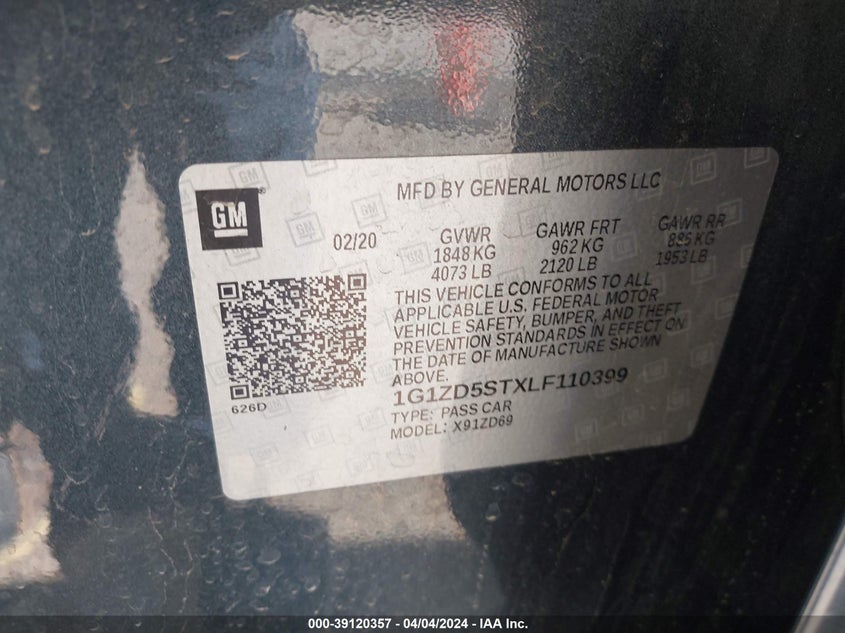 GM
MFD BY GENERAL MOTORS LLC
02/20
GVWR
1848 KG
4073 LB
GAWR FRT
962 KG
2120 LB
GAWR RR
885 KG
1953 LB
THIS VEHICLE CONFORMS TO ALL
APPLICABLE U.S. FEDERAL MOTOR
VEHICLE SAFETY, BUMPER, AND THEFT
PREVENTION STANDARDS IN EFFECT ON
THE DATE OF MANUFACTURE SHOWN
ABOVE.
1G1ZD5STXLF110399
TYPE: PASS CAR
MODEL: X91ZD69
626D
000-39120357 - 04/04/2024 - IAA Inc.